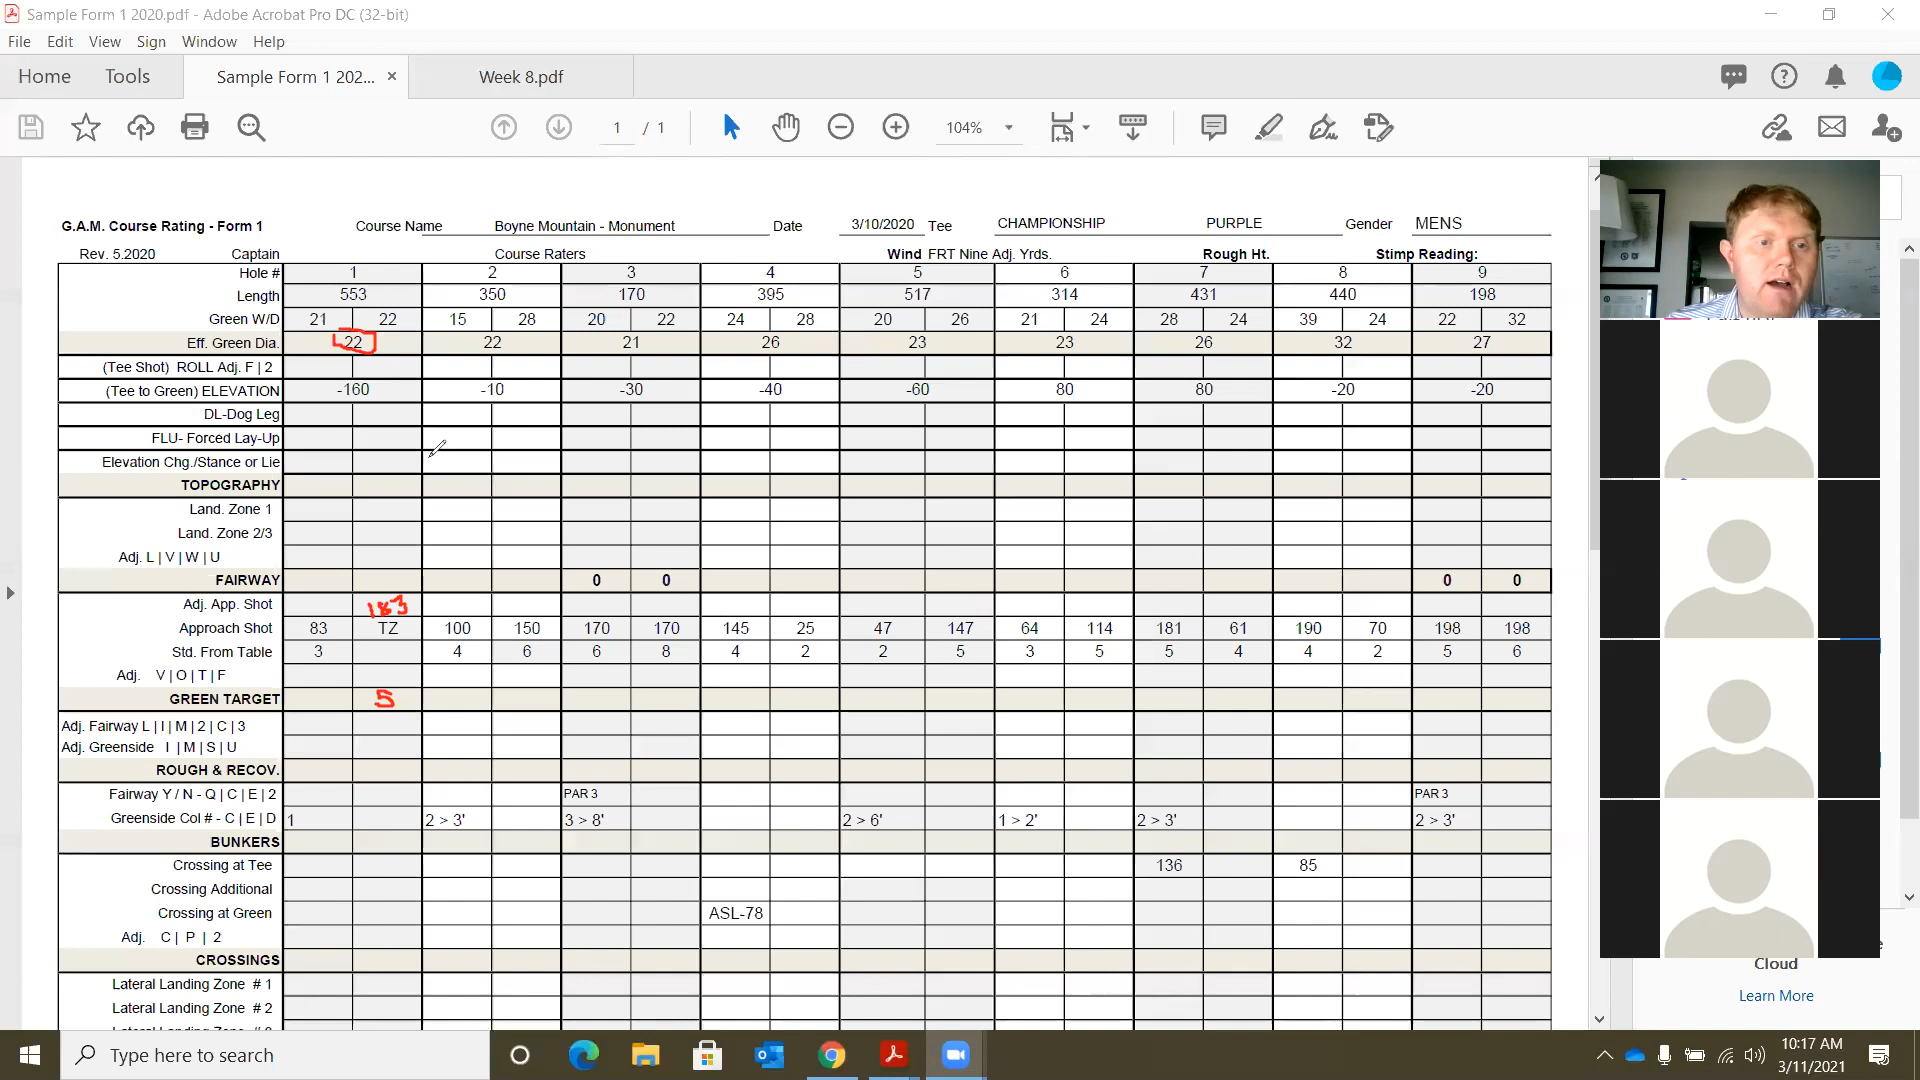 Sample Form 1 2020.pdf - Adobe Acrobat Pro DC (32-bit)
File Edit View Sign Window Help
Home Tools Sample Form 1 202... × Week 8.pdf
1 / 1 104%
G.A.M. Course Rating - Form 1 Course Name Boyne Mountain - Monument Date 3/10/2020 Tee CHAMPIONSHIP PURPLE Gender MENS
Rev. 5.2020 Captain Course Raters Wind FRT Nine Adj. Yrds. Rough Ht. Stimp Reading:
Hole # 1 2 3 4 5 6 7 8 9
Length 553 350 170 395 517 314 431 440 198
Green W/D 21 22 15 28 20 22 24 28 20 26 21 24 28 24 39 24 22 32
Eff. Green Dia. 22 22 21 26 23 23 26 32 27
(Tee Shot) ROLL Adj. F | 2
(Tee to Green) ELEVATION -160 -10 -30 -40 -60 80 80 -20 -20
DL-Dog Leg
FLU- Forced Lay-Up
Elevation Chg./Stance or Lie
TOPOGRAPHY
Land. Zone 1
Land. Zone 2/3
Adj. L | V | W | U
FAIRWAY 0 0 0 0
Adj. App. Shot 183
Approach Shot 83 TZ 100 150 170 170 145 25 47 147 64 114 181 61 190 70 198 198
Std. From Table 3 4 6 6 8 4 2 2 5 3 5 5 4 4 2 5 6
Adj. V | O | T | F
GREEN TARGET 5
Adj. Fairway L | I | M | 2 | C | 3
Adj. Greenside I | M | S | U
ROUGH & RECOV.
Fairway Y / N - Q | C | E | 2 PAR 3 PAR 3
Greenside Col # - C | E | D 1 2 > 3' 3 > 8' 2 > 6' 1 > 2' 2 > 3' 2 > 3'
BUNKERS
Crossing at Tee 136 85
Crossing Additional
Crossing at Green ASL-78
Adj. C | P | 2
CROSSINGS
Lateral Landing Zone # 1
Lateral Landing Zone # 2
Cloud
Learn More
Type here to search
10:17 AM
3/11/2021